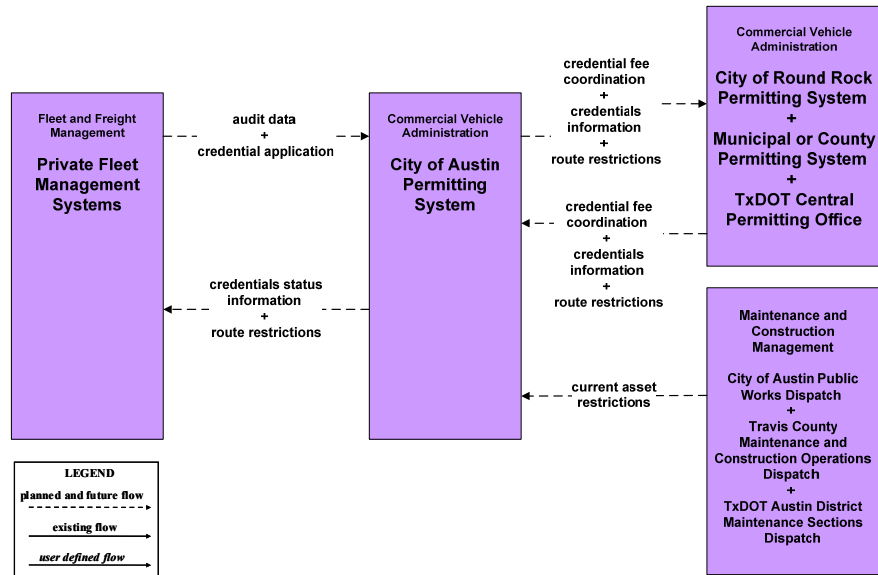 Fleet and Freight
Management
Private Fleet
Management
Systems
audit data
+
credential application
credentials status
information
+
route restrictions
Commercial Vehicle
Administration
City of Austin
Permitting
System
credential fee
coordination
+
credentials
information
+
route restrictions
credential fee
coordination
+
credentials
information
+
route restrictions
current asset
restrictions
Commercial Vehicle
Administration
City of Round Rock
Permitting System
+
Municipal or County
Permitting System
+
TxDOT Central
Permitting Office
Maintenance and
Construction
Management
City of Austin Public
Works Dispatch
+
Travis County
Maintenance and
Construction Operations
Dispatch
+
TxDOT Austin District
Maintenance Sections
Dispatch
LEGEND
planned and future flow
existing flow
user defined flow